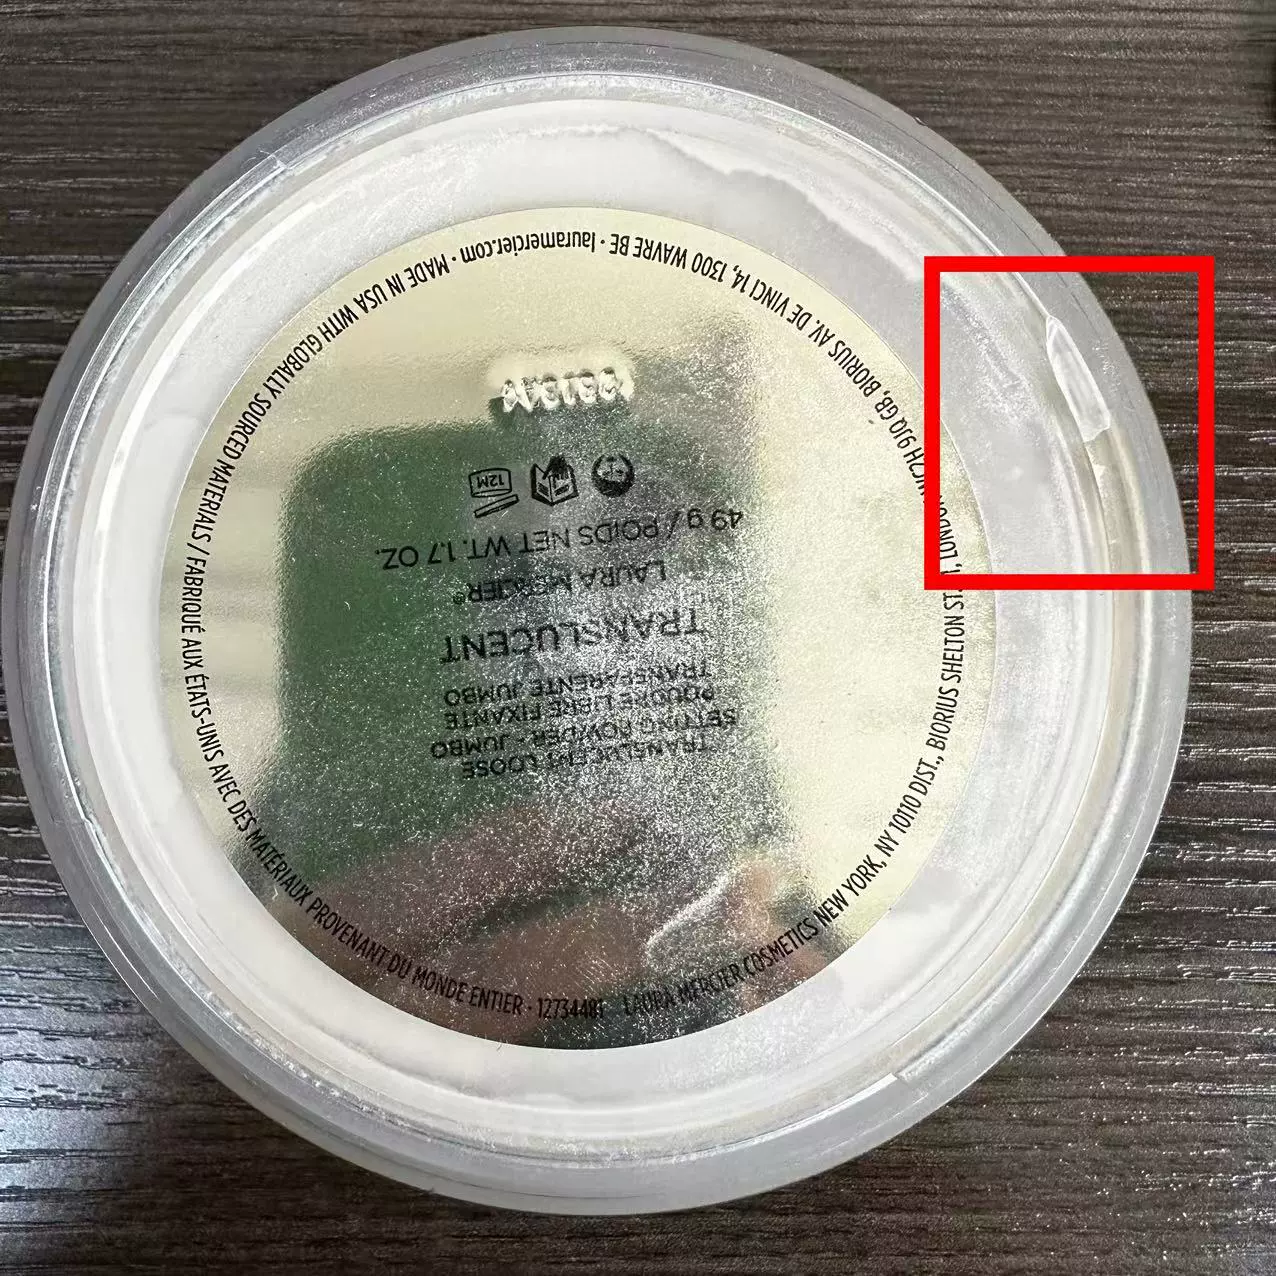 TRANSLUCENT LOOSE
SETTING POWDER - JUMBO
POUDRE LIBRE FIXANTE
TRANSPARENTE JUMBO
TRANSLUCENT
LAURA MERCIER®
49 g / POIDS NET WT. 1.7 OZ.
12M
LAURA MERCIER COSMETICS NEW YORK, NY 10110 DIST., BIORIUS SHELTON ST., LONDON WC2H 9JQ GB, BIORIUS AV. DE VINCI 14, 1300 WAVRE BE · lauramercier.com · MADE IN USA WITH GLOBALLY SOURCED MATERIALS / FABRIQUÉ AUX ÉTATS-UNIS AVEC DES MATÉRIAUX PROVENANT DU MONDE ENTIER · 12734481